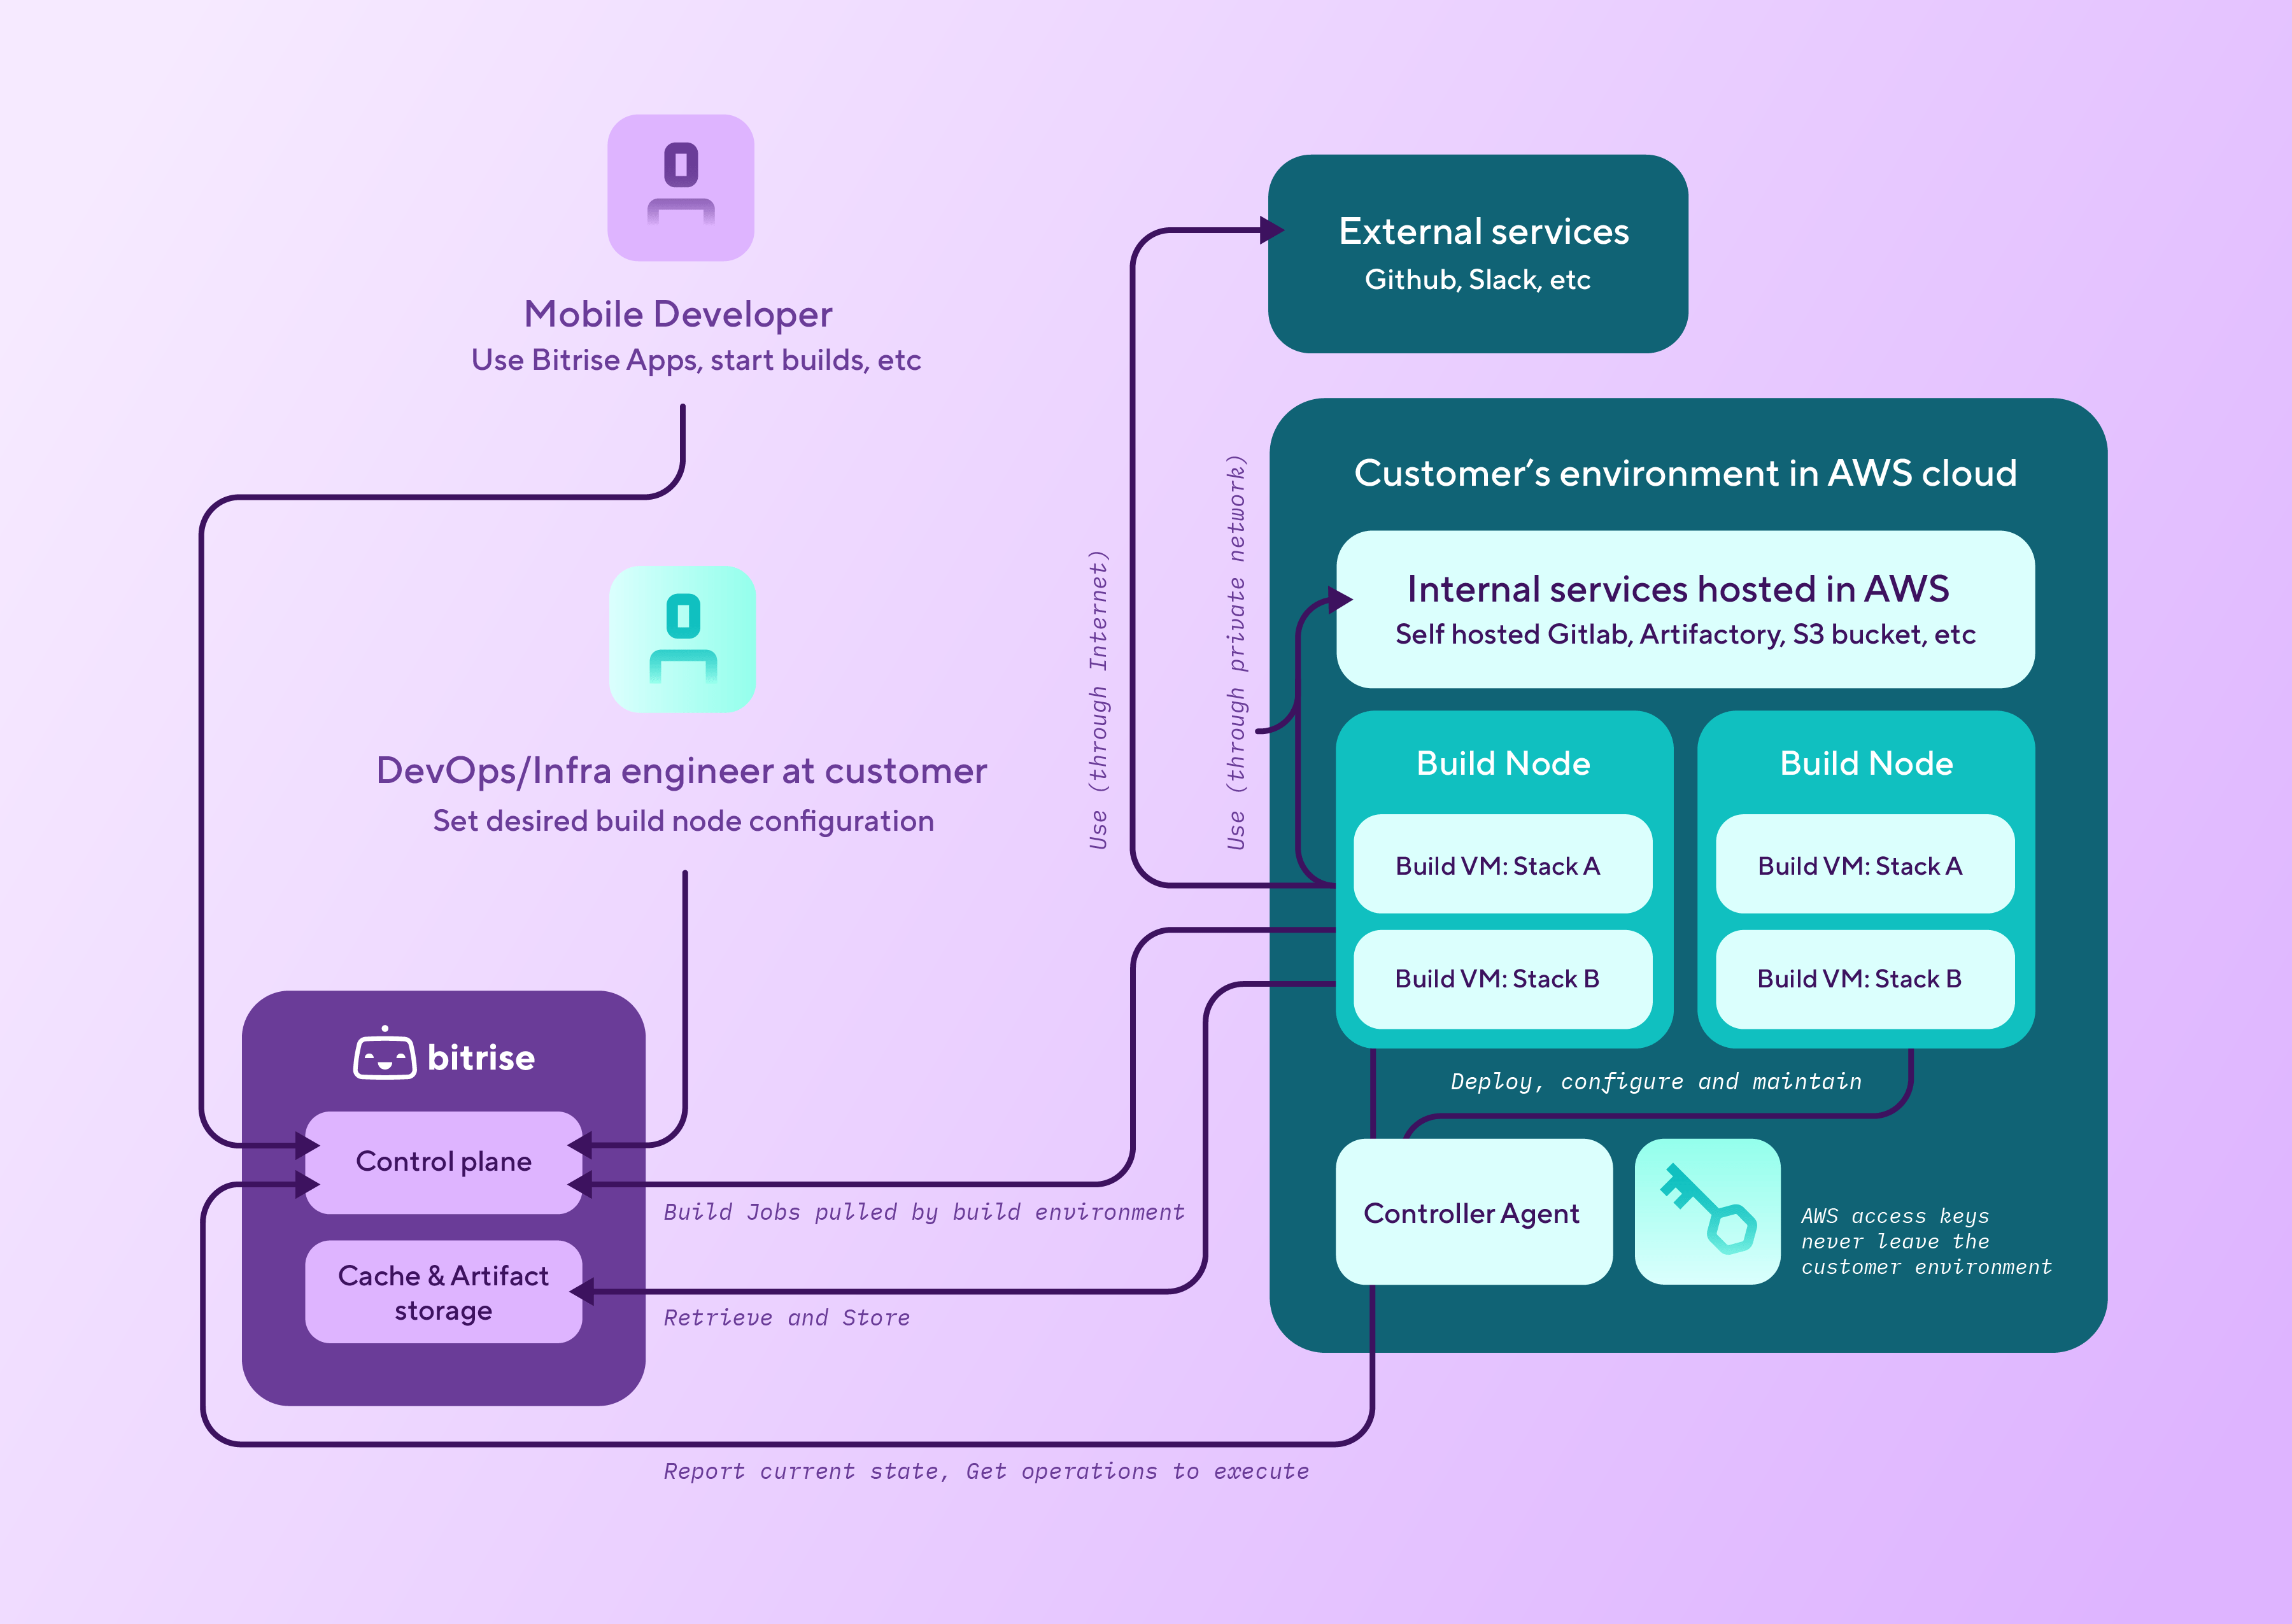 Mobile Developer
Use Bitrise Apps, start builds, etc
DevOps/Infra engineer at customer
Set desired build node configuration
bitrise
Control plane
Cache & Artifact
storage
Build Jobs pulled by build environment
Retrieve and Store
Report current state, Get operations to execute
Use (through Internet)
Use (through private network)
External services
Github, Slack, etc
Customer’s environment in AWS cloud
Internal services hosted in AWS
Self hosted Gitlab, Artifactory, S3 bucket, etc
Build Node
Build VM: Stack A
Build VM: Stack B
Build Node
Build VM: Stack A
Build VM: Stack B
Deploy, configure and maintain
Controller Agent
AWS access keys
never leave the
customer environment